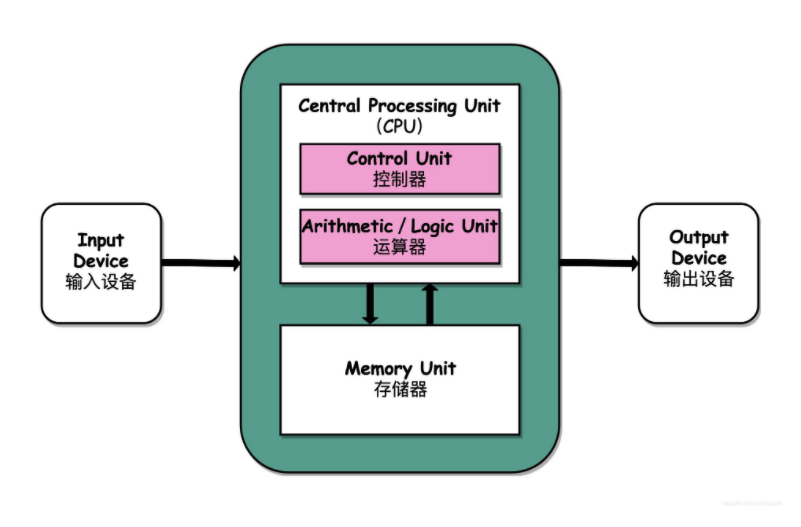 Central Processing Unit
(CPU)
Control Unit
控制器
Arithmetic / Logic Unit
运算器
Input
Device
输入设备
Output
Device
输出设备
Memory Unit
存储器